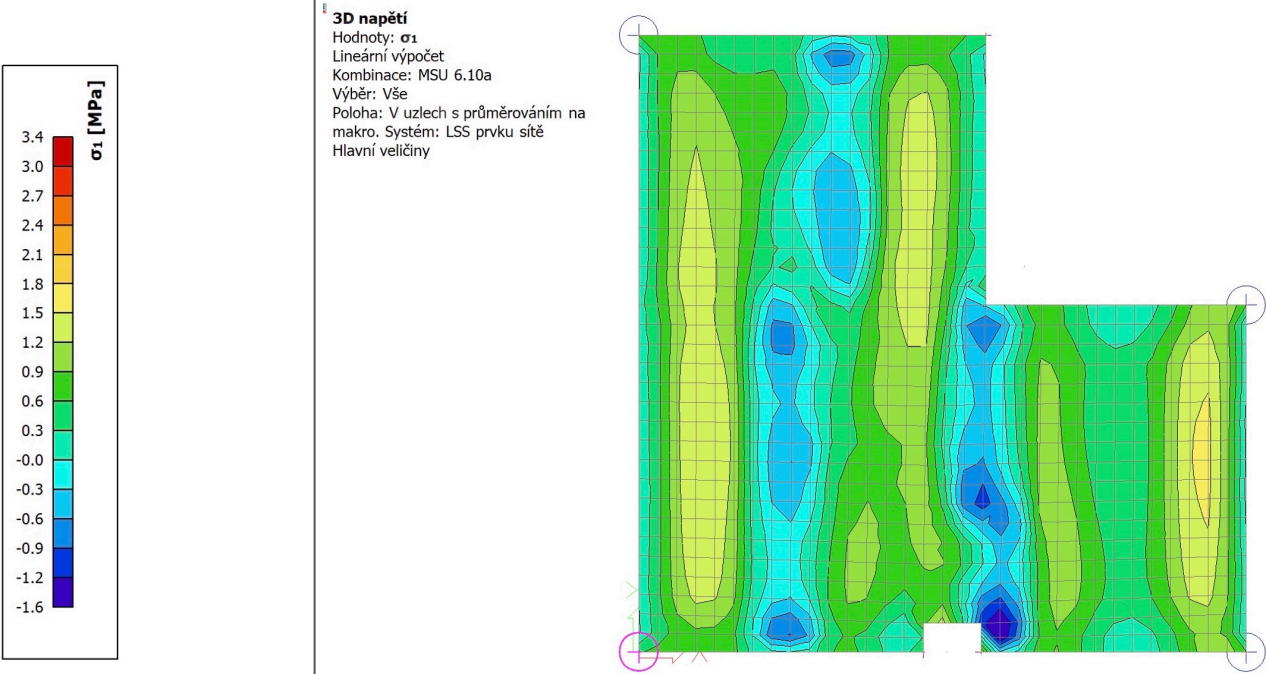 3D napětí
Hodnoty: σ1
Lineární výpočet
Kombinace: MSU 6.10a
Výběr: Vše
Poloha: V uzlech s průměrováním na
makro. Systém: LSS prvku sítě
Hlavní veličiny
σ1 [MPa]
3.4
3.0
2.7
2.4
2.1
1.8
1.5
1.2
0.9
0.6
0.3
-0.0
-0.3
-0.6
-0.9
-1.2
-1.6